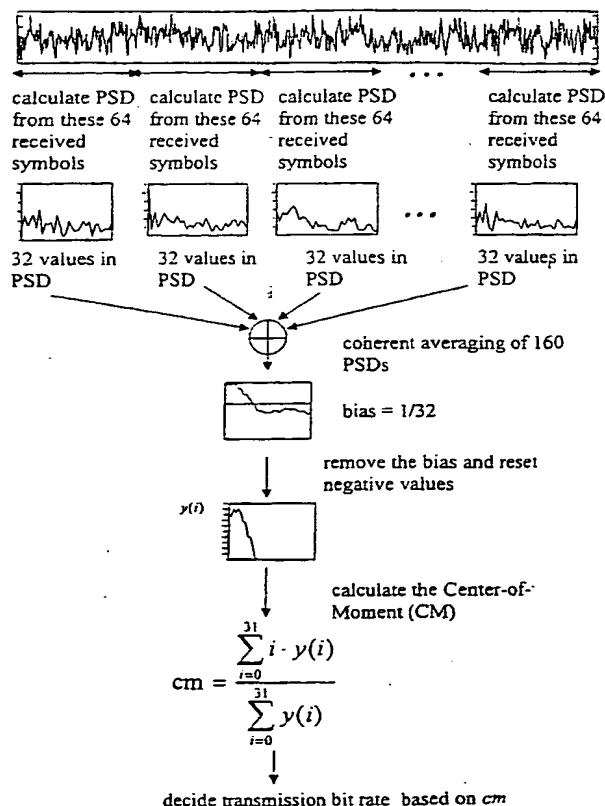 calculate PSD from these 64 received symbols
calculate PSD from these 64 received symbols
calculate PSD from these 64 received symbols
calculate PSD from these 64 received symbols
32 values in PSD
32 values in PSD
32 values in PSD
32 values in PSD
coherent averaging of 160 PSDs
bias = 1/32
remove the bias and reset negative values
y(i)
calculate the Center-of-Moment (CM)
cm = \frac{\sum_{i=0}^{31} i \cdot y(i)}{\sum_{i=0}^{31} y(i)}
decide transmission bit rate based on cm